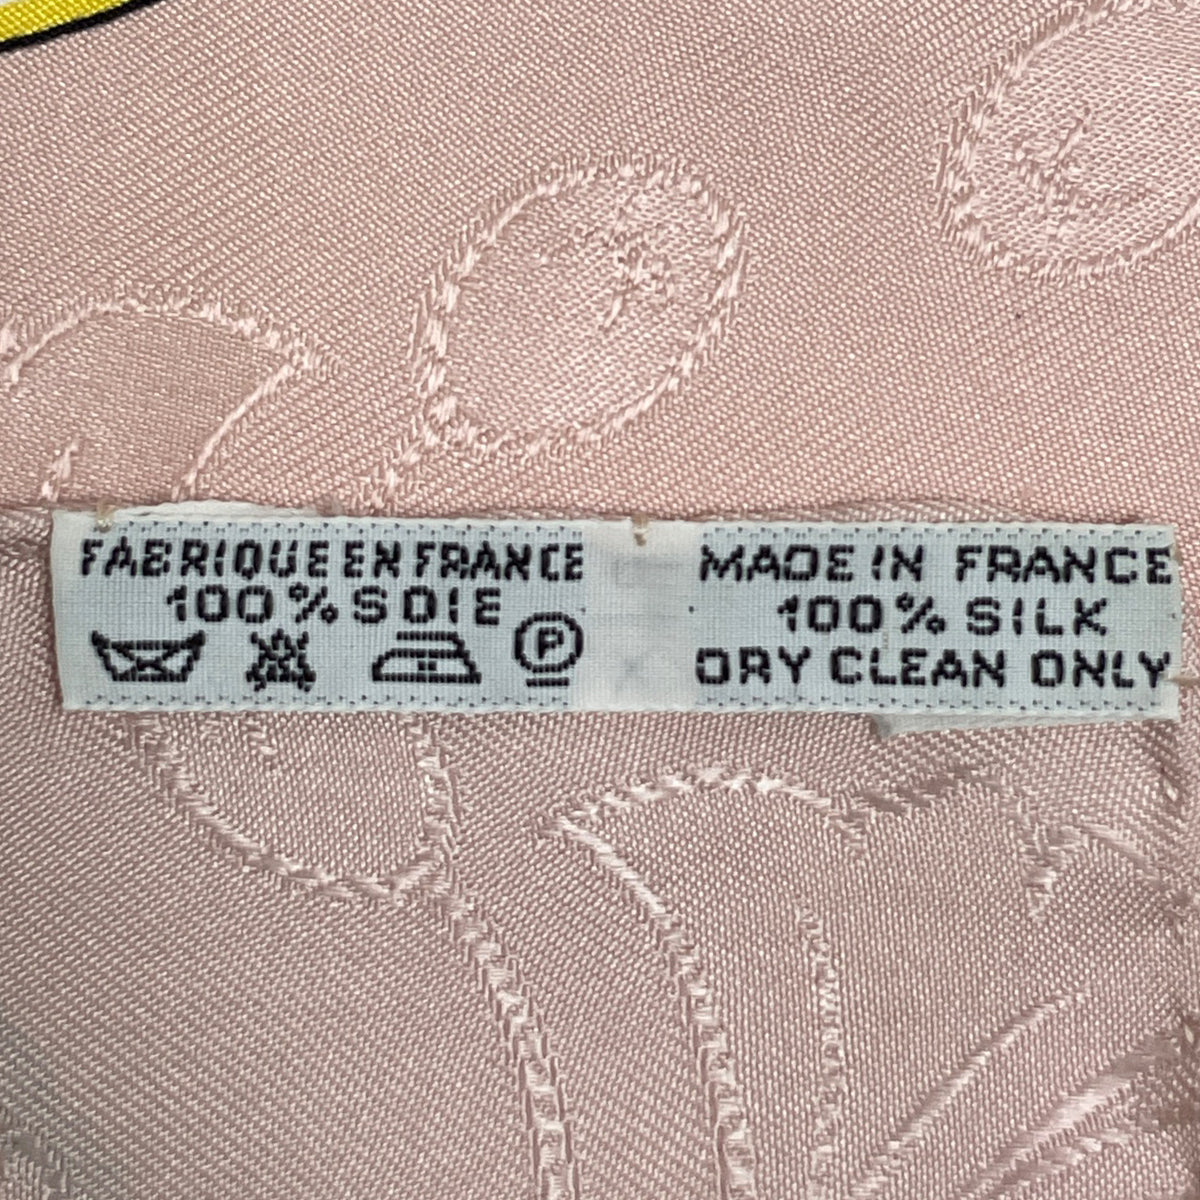 FABRIQUE EN FRANCE
100% SOIE
P
MADE IN FRANCE
100% SILK
DRY CLEAN ONLY